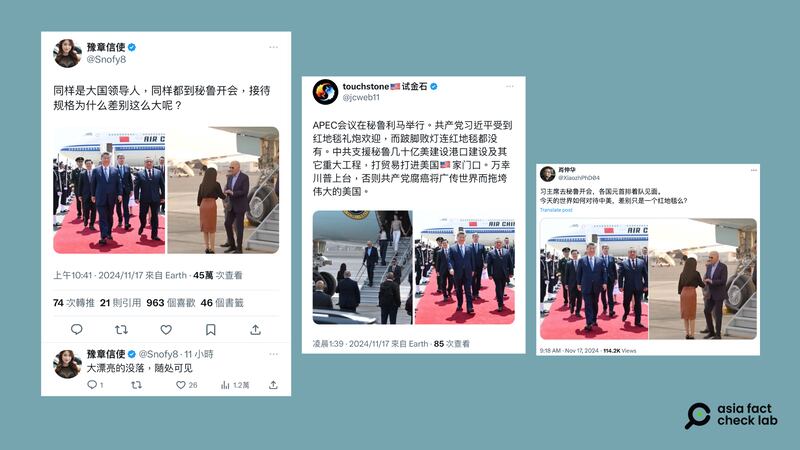 豫章信使
@Snofy8
同样是大国领导人，同样都到秘鲁开会，接待
规格为什么差别这么大呢？
AIR CHIN
上午10:41 · 2024/11/17 來自 Earth · 45萬 次查看
74 次轉推 21 則引用 963 個喜歡 46 個書籤
豫章信使 @Snofy8 · 11 小時
大漂亮的没落，随处可见
1
26
1.2萬
touchstone🇺🇸试金石
@jcweb11
APEC会议在秘鲁利马举行。共产党习近平受到
红地毯礼炮欢迎，而跛脚败灯连红地毯都没
有。中共支援秘鲁几十亿美建设港口建设及其
它重大工程，打贸易打进美国🇺🇸家门口。万幸
川普上台，否则共产党腐癌将广传世界而拖垮
伟大的美国。
AIR CHIN
凌晨1:39 · 2024/11/17 來自 Earth · 85 次查看
肖仲华
@XiaozhPhD04
习主席去秘鲁开会，各国元首排着队见面。
今天的世界如何对待中美。差别只是一个红地毯么？
Translate post
AIR CHIN
9:18 AM · Nov 17, 2024 · 114.2K Views
asia fact
check lab